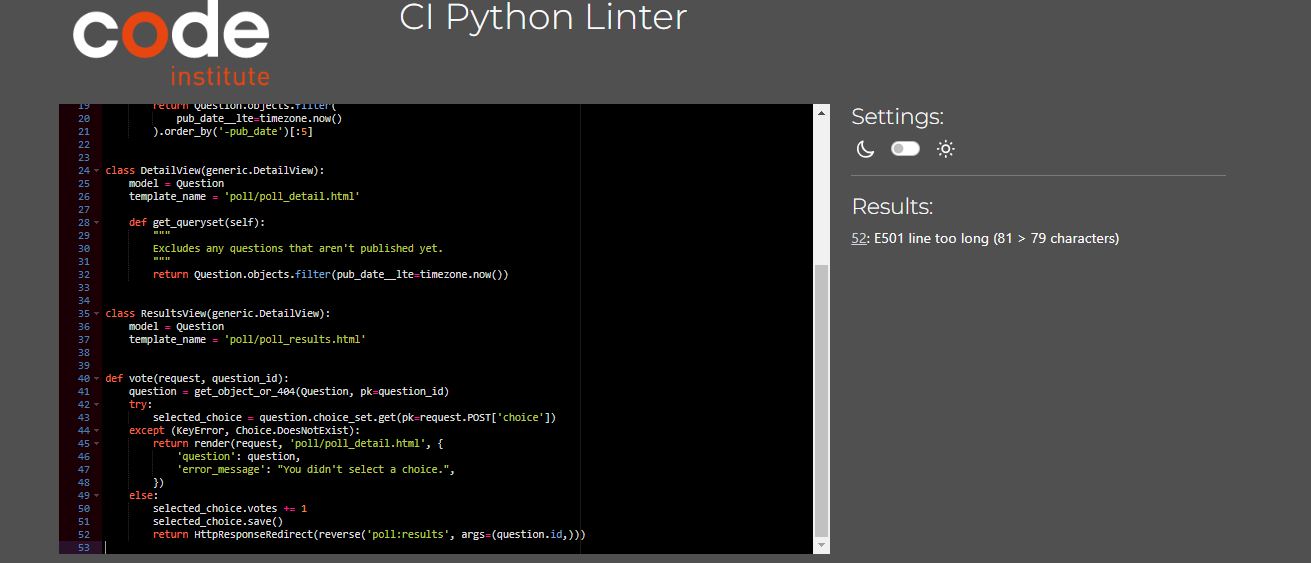 code
institute
CI Python Linter
19 return Question.objects.filter(
20 pub_date__lte=timezone.now()
21 ).order_by('-pub_date')[:5]
22
23
24 class DetailView(generic.DetailView):
25 model = Question
26 template_name = 'poll/poll_detail.html'
27
28 def get_queryset(self):
29 """
30 Excludes any questions that aren't published yet.
31 """
32 return Question.objects.filter(pub_date__lte=timezone.now())
33
34
35 class ResultsView(generic.DetailView):
36 model = Question
37 template_name = 'poll/poll_results.html'
38
39
40 def vote(request, question_id):
41 question = get_object_or_404(Question, pk=question_id)
42 try:
43 selected_choice = question.choice_set.get(pk=request.POST['choice'])
44 except (KeyError, Choice.DoesNotExist):
45 return render(request, 'poll/poll_detail.html', {
46 'question': question,
47 'error_message': "You didn't select a choice.",
48 })
49 else:
50 selected_choice.votes += 1
51 selected_choice.save()
52 return HttpResponseRedirect(reverse('poll:results', args=(question.id,)))
53
Settings:
Results:
52: E501 line too long (81 > 79 characters)